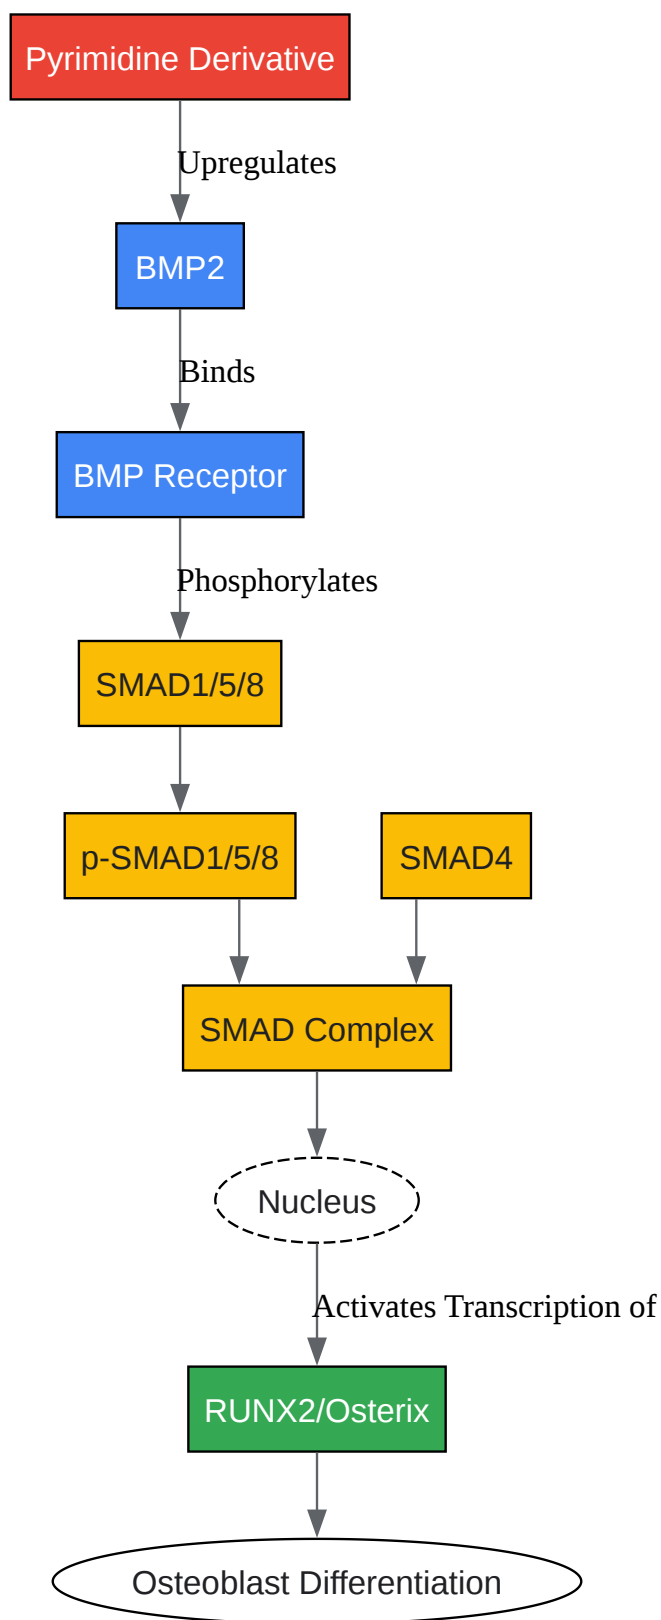 Pyrimidine Derivative
Upregulates
BMP2
Binds
BMP Receptor
Phosphorylates
SMAD1/5/8
p-SMAD1/5/8
SMAD4
SMAD Complex
Nucleus
Activates Transcription of
RUNX2/Osterix
Osteoblast Differentiation